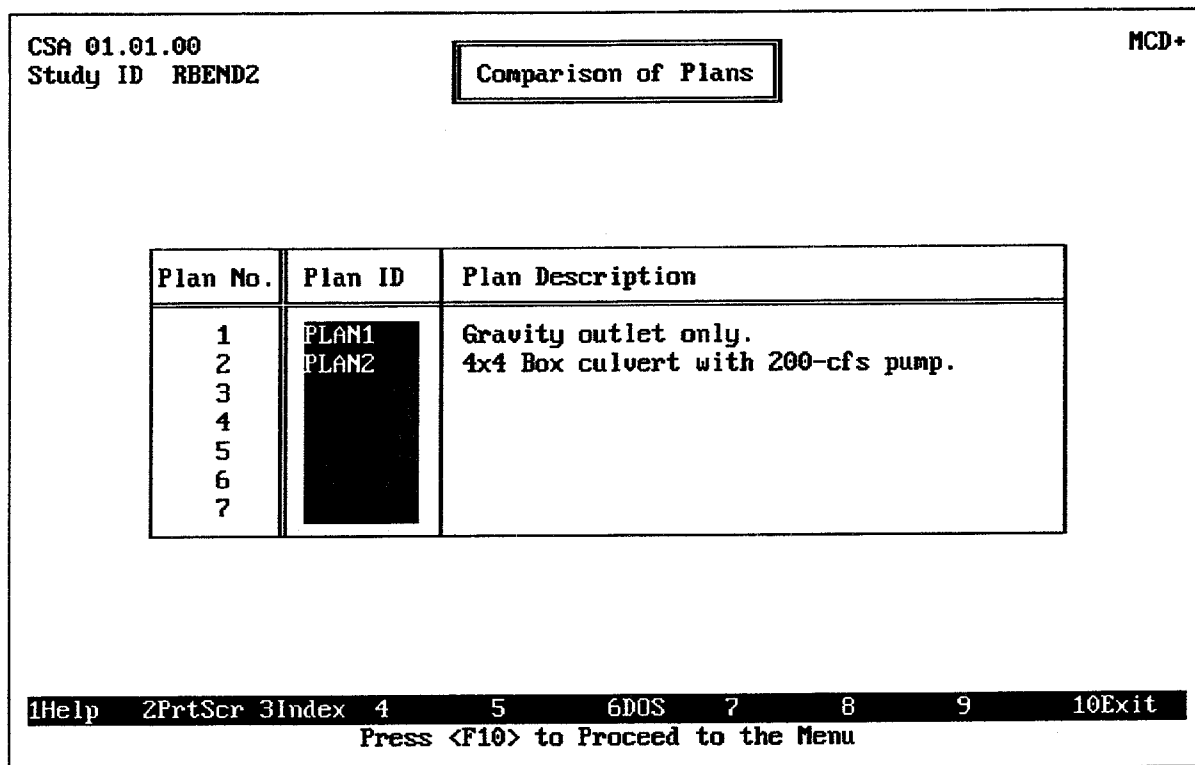 CSA 01.01.00 MCD+
Study ID RBEND2 Comparison of Plans
Plan No. Plan ID Plan Description
1 PLAN1 Gravity outlet only.
2 PLAN2 4x4 Box culvert with 200-cfs pump.
3
4
5
6
7
1Help 2PrtScr 3Index 4 5 6DOS 7 8 9 10Exit
Press <F10> to Proceed to the Menu